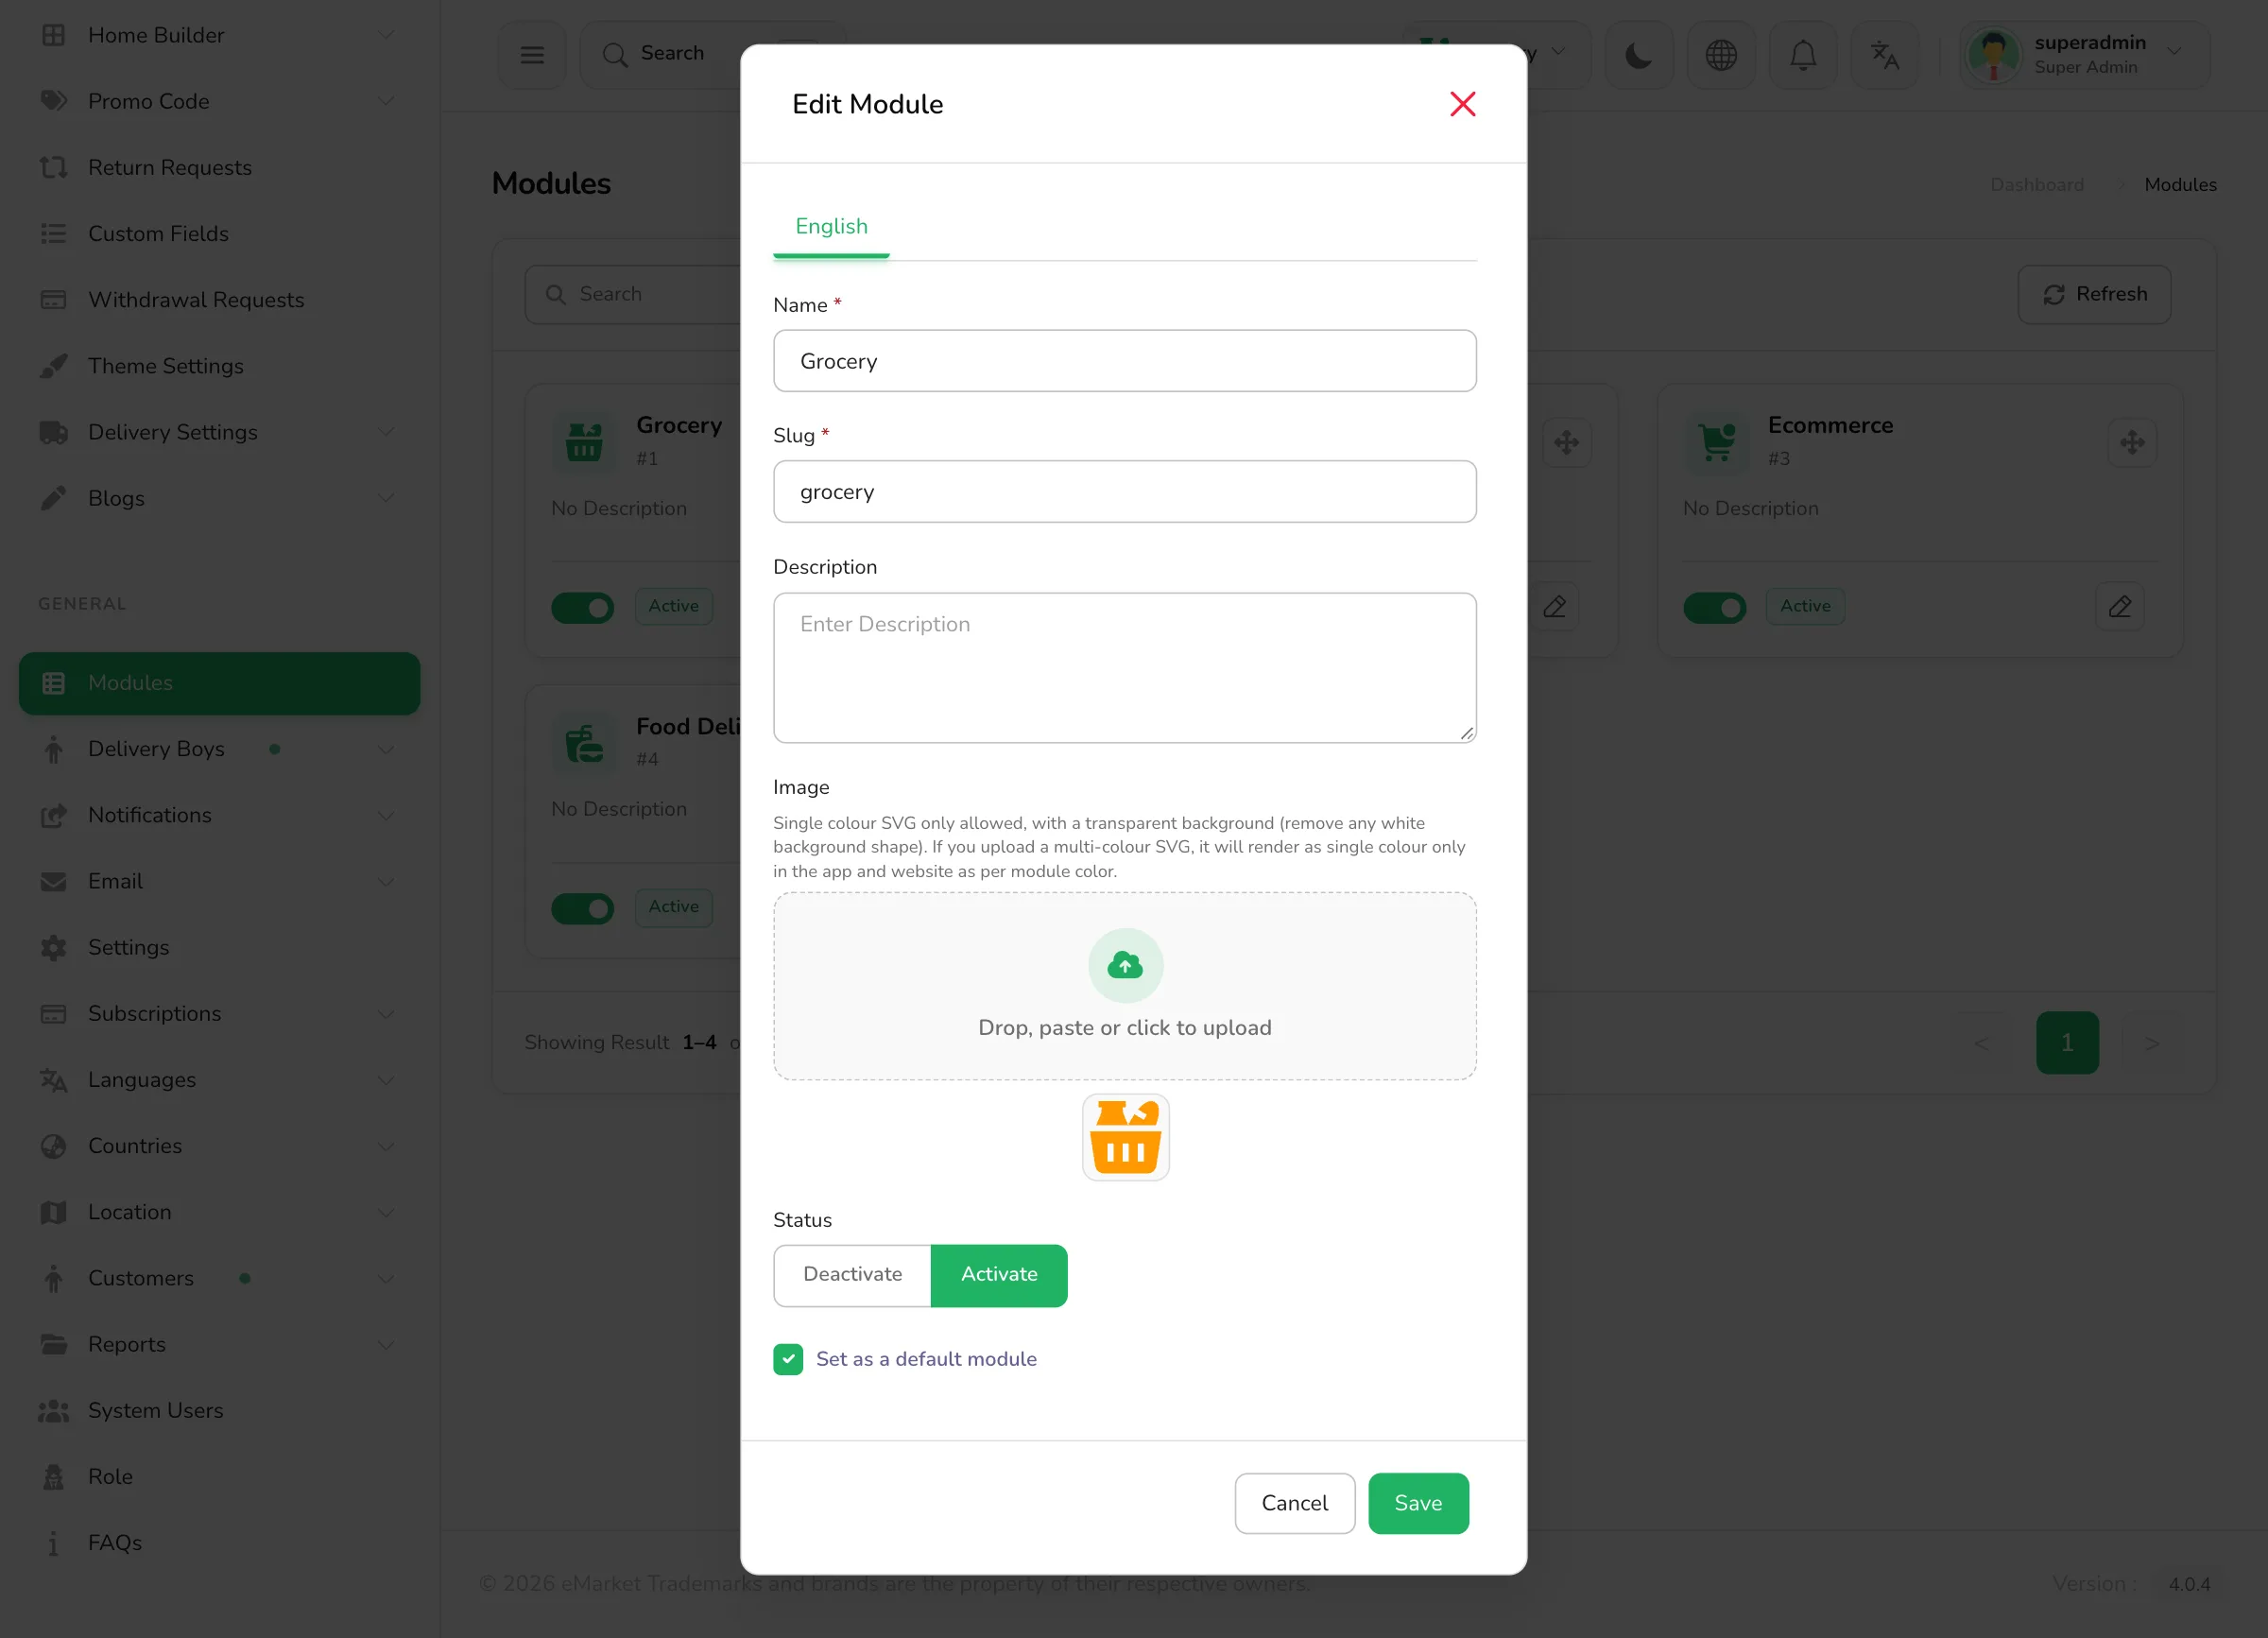 Home Builder
Promo Code
Return Requests
Custom Fields
Withdrawal Requests
Theme Settings
Delivery Settings
Blogs
GENERAL
Modules
Delivery Boys
Notifications
Email
Settings
Subscriptions
Languages
Countries
Location
Customers
Reports
System Users
Role
FAQs
Search
superadmin
Super Admin
Modules
Dashboard > Modules
Search
Refresh
Grocery
#1
No Description
Active
Ecommerce
#3
No Description
Active
Food Deli
#4
No Description
Active
Showing Result 1–4
< 1 >
© 2026 eMarket Trademarks and brands are the property of their respective owners.
Version : 4.0.4
Edit Module
English
Name *
Grocery
Slug *
grocery
Description
Enter Description
Image
Single colour SVG only allowed, with a transparent background (remove any white
background shape). If you upload a multi-colour SVG, it will render as single colour only
in the app and website as per module color.
Drop, paste or click to upload
Status
Deactivate Activate
Set as a default module
Cancel Save